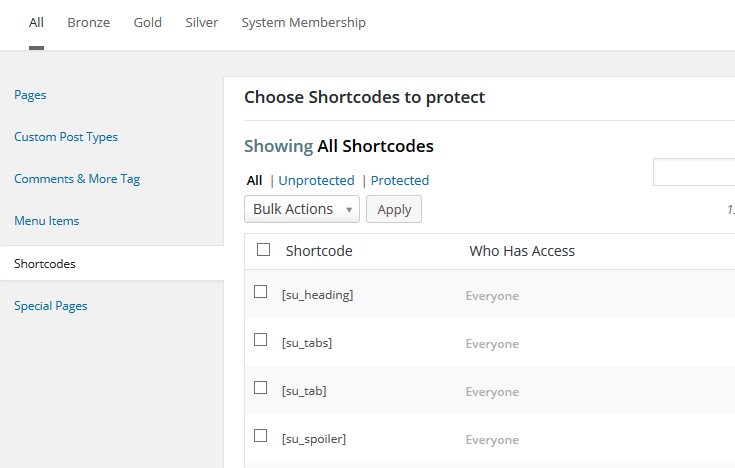 All Bronze Gold Silver System Membership
Pages
Custom Post Types
Comments & More Tag
Menu Items
Shortcodes
Special Pages
Choose Shortcodes to protect
Showing All Shortcodes
All | Unprotected | Protected
Bulk Actions Apply
Shortcode Who Has Access
[su_heading] Everyone
[su_tabs] Everyone
[su_tab] Everyone
[su_spoiler] Everyone